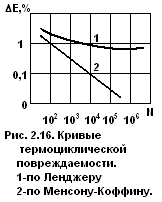 ΔE,%
1
1
2
0,1
0
10² 10³ 10⁴ 10⁵ 10⁶ N
Рис. 2.16. Кривые
термоциклической
повреждаемости.
1-по Ленджеру
2-по Менсону-Коффину.